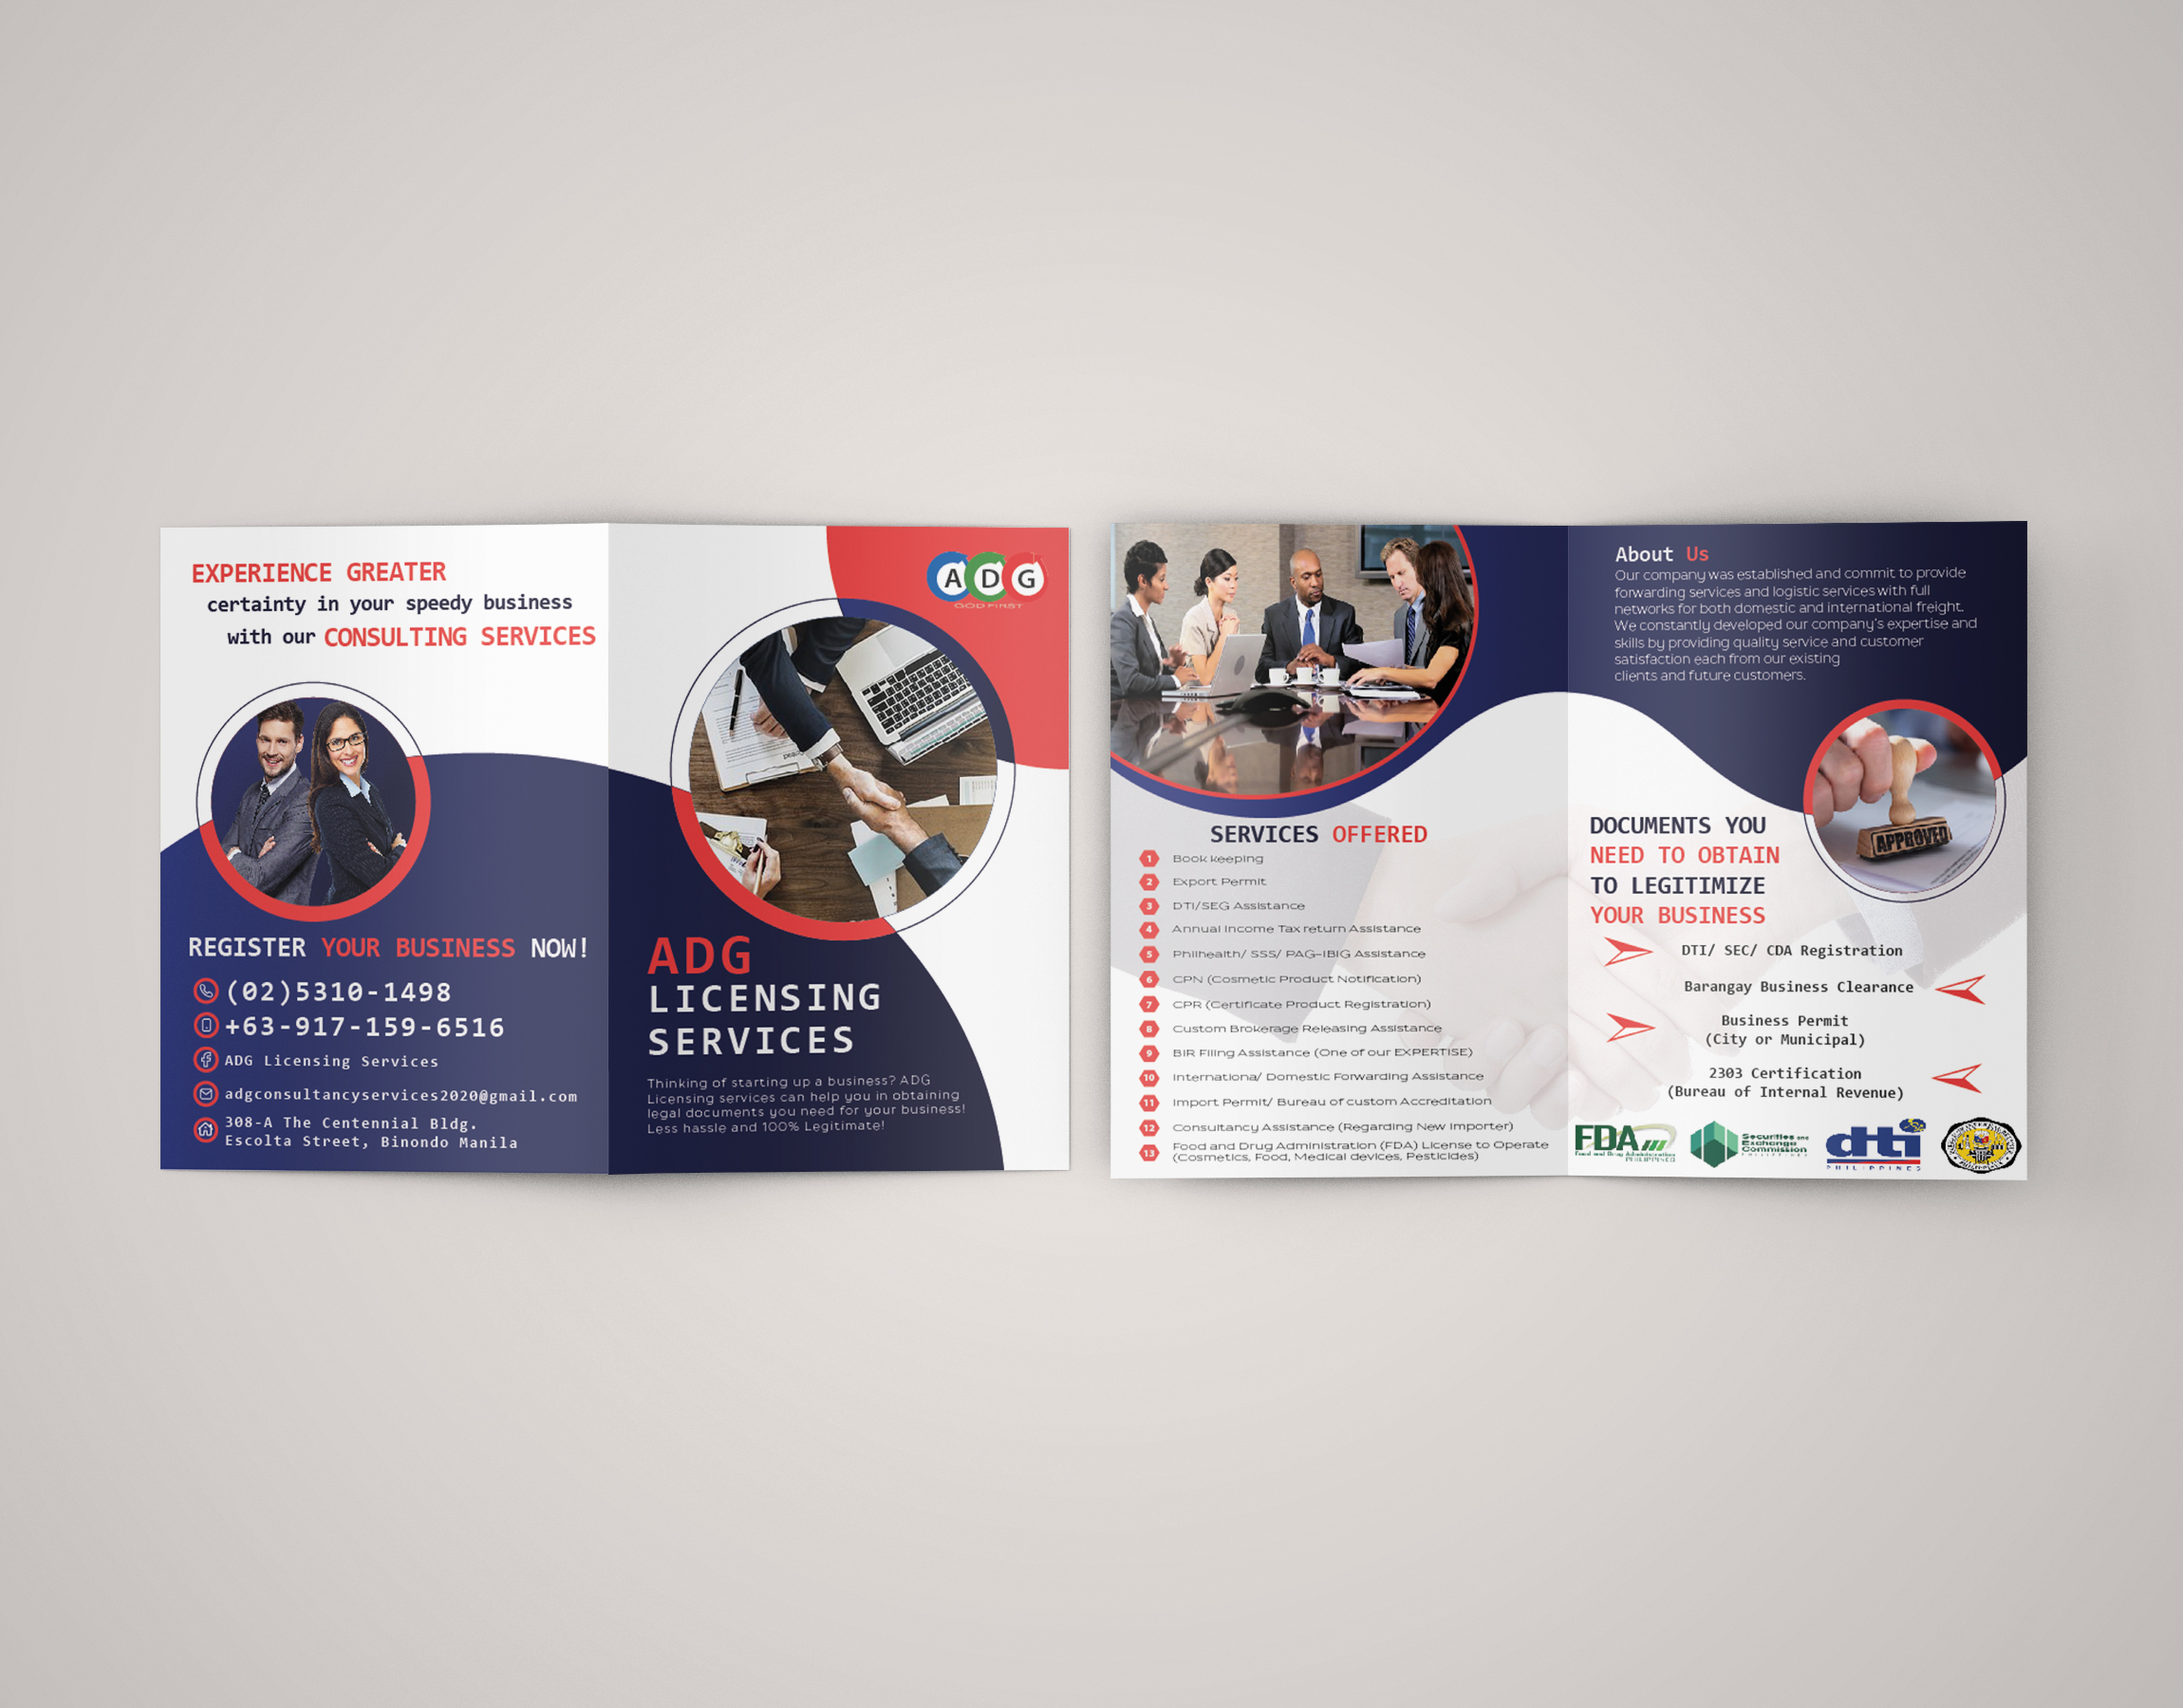 EXPERIENCE GREATER
certainty in your speedy business
with our CONSULTING SERVICES
REGISTER YOUR BUSINESS NOW!
(02)5310-1498
+63-917-159-6516
ADG Licensing Services
adgconsultancyservices2020@gmail.com
308-A The Centennial Bldg.
Escolta Street, Binondo Manila
ADG
GOD FIRST
ADG
LICENSING
SERVICES
Thinking of starting up a business? ADG
Licensing services can help you in obtaining
legal documents you need for your business!
Less hassle and 100% Legitimate!
SERVICES OFFERED
1 Book keeping
2 Export Permit
3 DTI/SEG Assistance
4 Annual Income Tax return Assistance
5 Philhealth/ SSS/ PAG-IBIG Assistance
6 CPN (Cosmetic Product Notification)
7 CPR (Certificate Product Registration)
8 Custom Brokerage Releasing Assistance
9 BIR Filing Assistance (One of our EXPERTISE)
10 Internationa/ Domestic Forwarding Assistance
11 Import Permit/ Bureau of custom Accreditation
12 Consultancy Assistance (Regarding New Importer)
13 Food and Drug Administration (FDA) License to Operate
(Cosmetics, Food, Medical devices, Pesticides)
About Us
Our company was established and commit to provide
forwarding services and logistic services with full
networks for both domestic and international freight.
We constantly developed our company's expertise and
skills by providing quality service and customer
satisfaction each from our existing
clients and future customers.
APPROVED
DOCUMENTS YOU
NEED TO OBTAIN
TO LEGITIMIZE
YOUR BUSINESS
DTI/ SEC/ CDA Registration
Barangay Business Clearance
Business Permit
(City or Municipal)
2303 Certification
(Bureau of Internal Revenue)
FDA
Food and Drug Administration
PHILIPPINES
Securities and
Exchange
Commission
PHILIPPINES
dti
PHILIPPINES